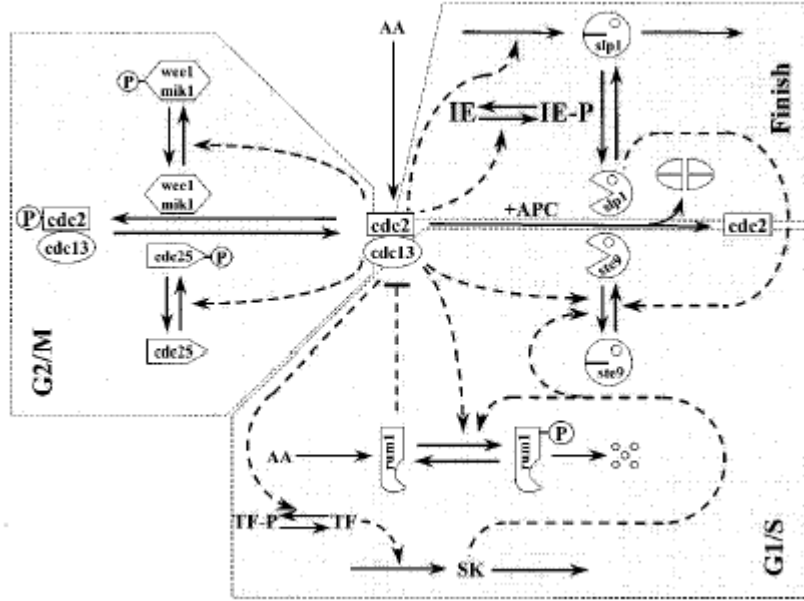 AA
wee1
mik1
P
slp1
Finish
IE
IE-P
wee1
mik1
slp1
+APC
P
cdc2
cdc13
cdc2
cdc13
cdc2
cdc25
P
ste9
cdc25
ste9
G2/M
P
AA
rum1
rum1
TF-P
TF
SK
G1/S